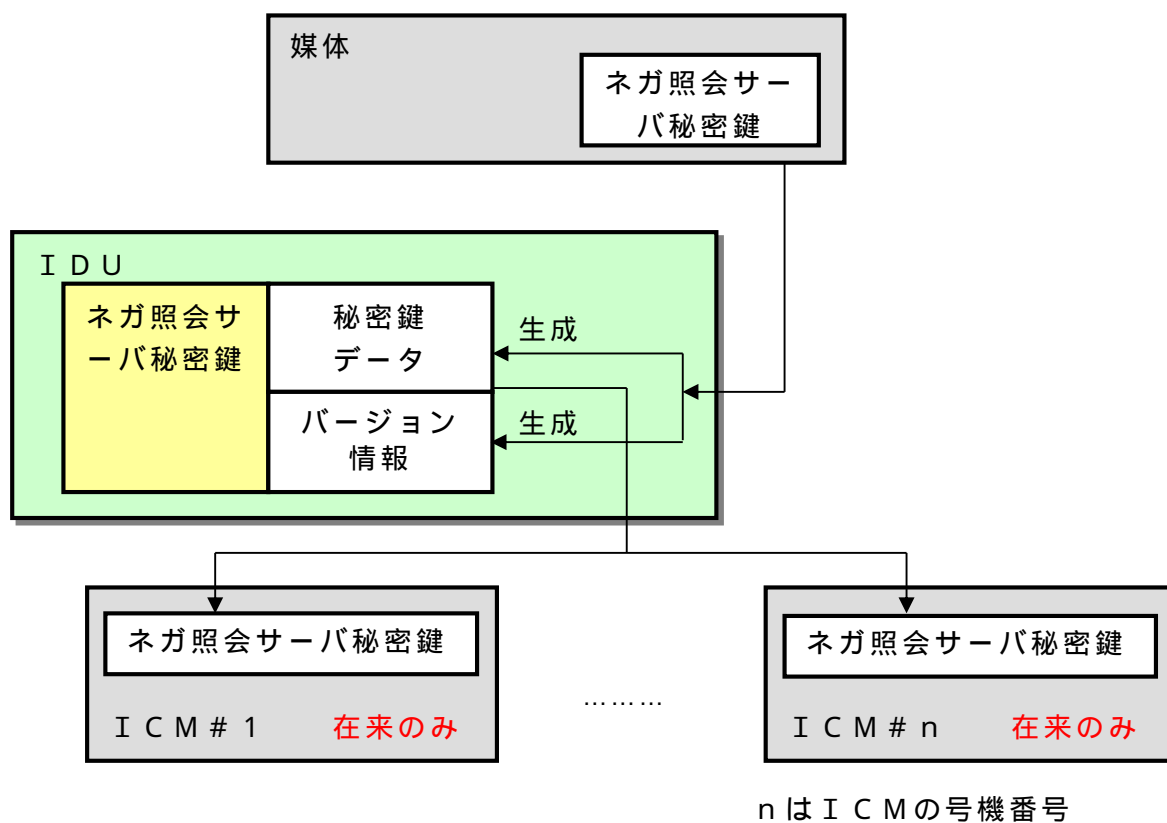 媒体
ネガ照会サー
バ秘密鍵
ＩＤＵ
ネガ照会サ
ーバ秘密鍵
秘密鍵
データ
生成
バージョン
情報
生成
ネガ照会サーバ秘密鍵
ＩＣＭ＃１　在来のみ
………
ネガ照会サーバ秘密鍵
ＩＣＭ＃ｎ　在来のみ
ｎはＩＣＭの号機番号